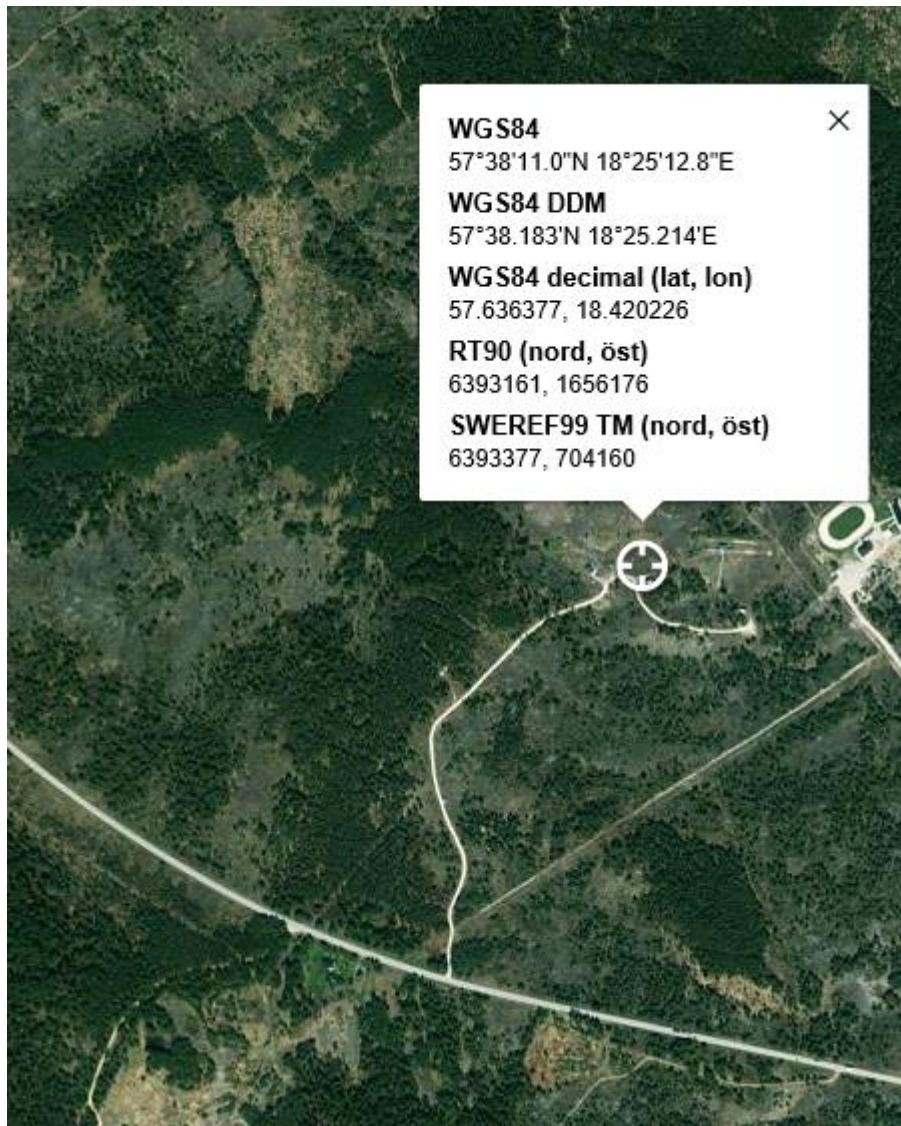 WGS84
57°38'11.0"N 18°25'12.8"E
WGS84 DDM
57°38.183'N 18°25.214'E
WGS84 decimal (lat, lon)
57.636377, 18.420226
RT90 (nord, öst)
6393161, 1656176
SWEREF99 TM (nord, öst)
6393377, 704160